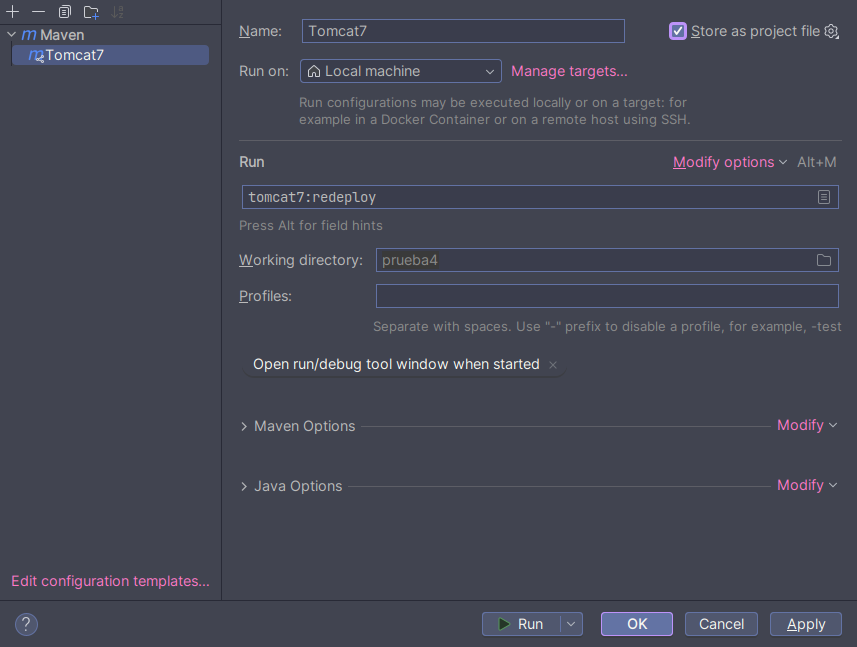 Maven
Tomcat7
Edit configuration templates...
Name: Tomcat7 Store as project file
Run on: Local machine Manage targets...
Run configurations may be executed locally or on a target: for
example in a Docker Container or on a remote host using SSH.
Run Modify options Alt+M
tomcat7:redeploy
Press Alt for field hints
Working directory: prueba4
Profiles:
Separate with spaces. Use "-" prefix to disable a profile, for example, -test
Open run/debug tool window when started
Maven Options Modify
Java Options Modify
? Run OK Cancel Apply